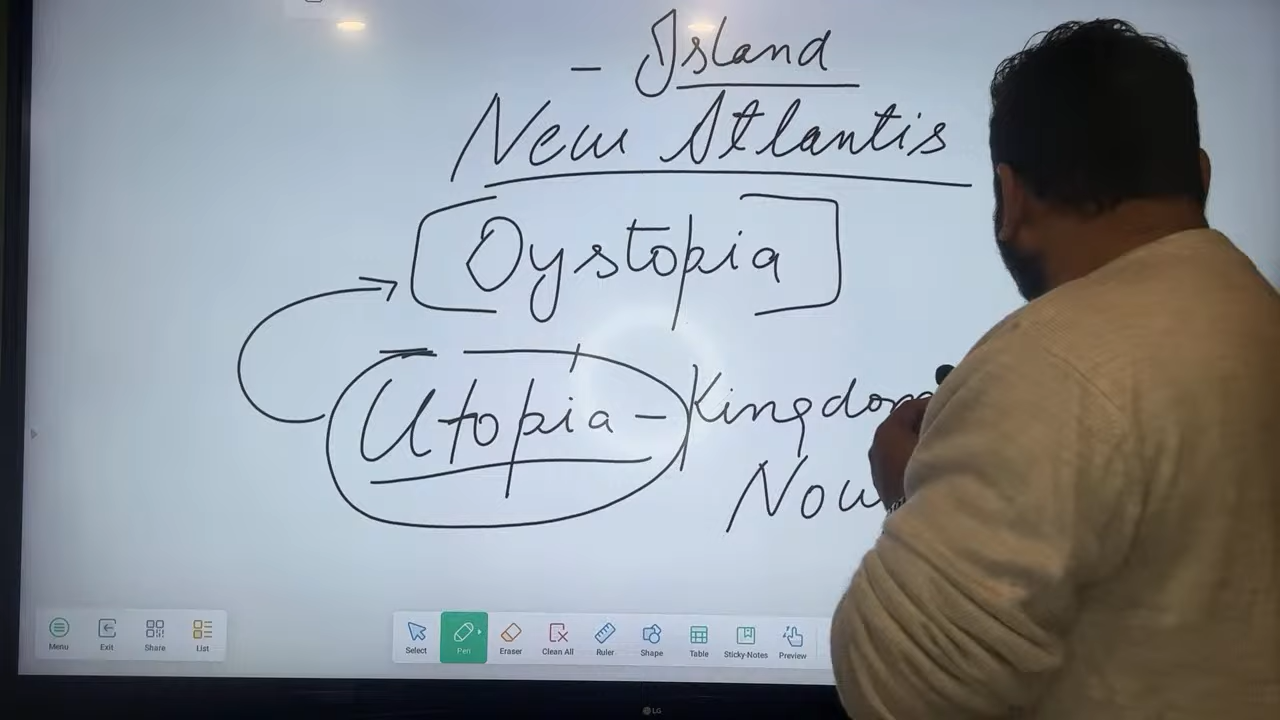 - Island
New Atlantis
Dystopia
Utopia - Kingdom
Now
Menu Exit Share List Select Pen Eraser Clean All Ruler Shape Table Sticky-Notes Preview
LG